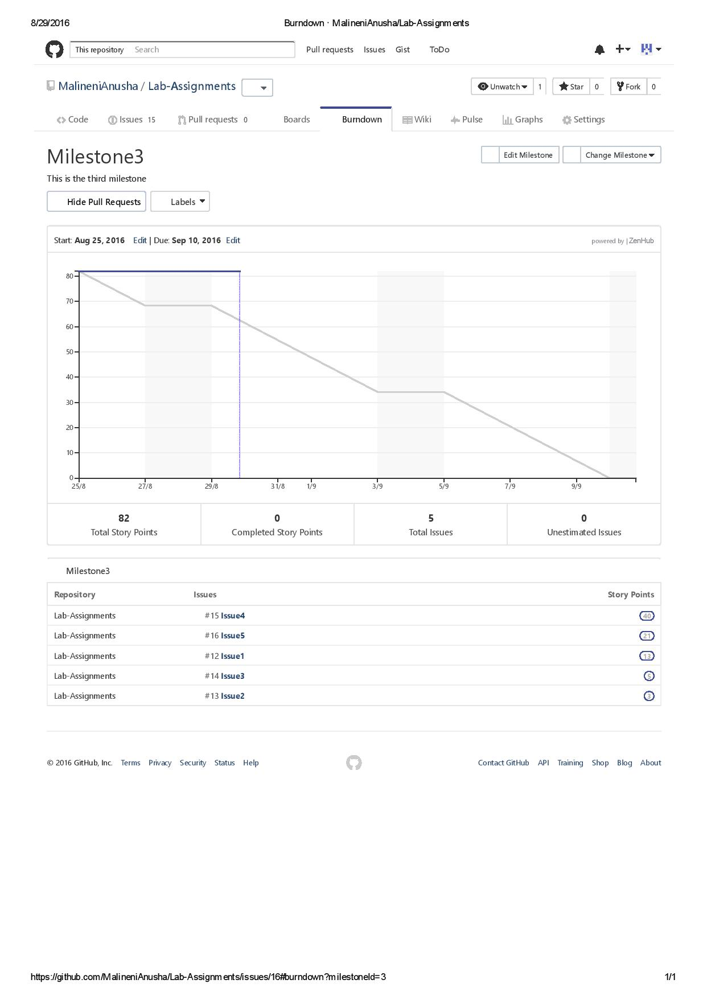 8/29/2016 Burndown · MalineniAnusha/Lab-Assignments
This repository Search Pull requests Issues Gist ToDo
MalineniAnusha / Lab-Assignments Unwatch 1 Star 0 Fork 0
Code Issues 15 Pull requests 0 Boards Burndown Wiki Pulse Graphs Settings
Milestone3 Edit Milestone Change Milestone
This is the third milestone
Hide Pull Requests Labels
Start: Aug 25, 2016 Edit | Due: Sep 10, 2016 Edit powered by | ZenHub
80
70
60
50
40
30
20
10
0
25/8 27/8 29/8 31/8 1/9 3/9 5/9 7/9 9/9
82 0 5 0
Total Story Points Completed Story Points Total Issues Unestimated Issues
Milestone3
Repository Issues Story Points
Lab-Assignments #15 Issue4 40
Lab-Assignments #16 Issue5 21
Lab-Assignments #12 Issue1 13
Lab-Assignments #14 Issue3 5
Lab-Assignments #13 Issue2 3
© 2016 GitHub, Inc. Terms Privacy Security Status Help Contact GitHub API Training Shop Blog About
https://github.com/MalineniAnusha/Lab-Assignments/issues/16#burndown?milestoneId=3 1/1